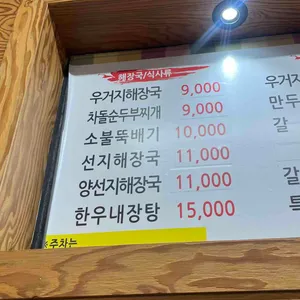 해장국/식사류
우거지해장국 9,000
차돌순두부찌개 9,000
소불뚝배기 10,000
선지해장국 11,000
양선지해장국 11,000
한우내장탕 15,000
※주차는
우거지
만두
갈
갈
특